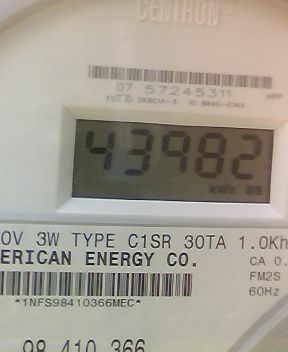 CENTRON®
07 57245311
43982
kWh 88
0V 3W TYPE C1SR 30TA 1.0Kh
ERICAN ENERGY CO.
CA 0.
FM2S
60Hz
*1NFS98410366MEC*
98 410 366